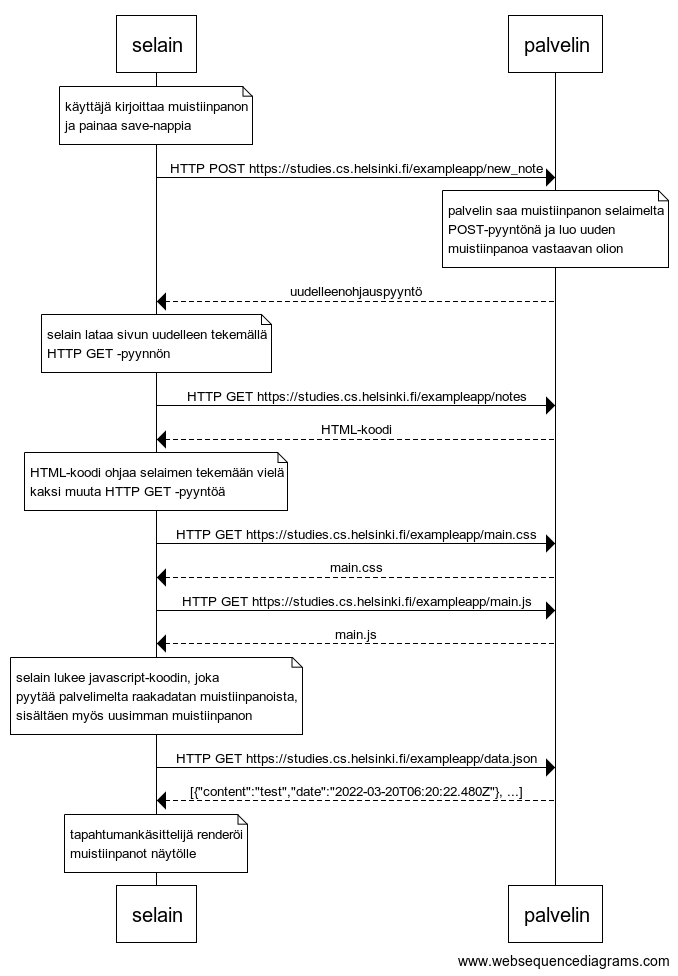 selain
palvelin
käyttäjä kirjoittaa muistiinpanon
ja painaa save-nappia
HTTP POST https://studies.cs.helsinki.fi/exampleapp/new_note
palvelin saa muistiinpanon selaimelta
POST-pyyntönä ja luo uuden
muistiinpanoa vastaavan olion
uudelleenohjauspyyntö
selain lataa sivun uudelleen tekemällä
HTTP GET -pyynnön
HTTP GET https://studies.cs.helsinki.fi/exampleapp/notes
HTML-koodi
HTML-koodi ohjaa selaimen tekemään vielä
kaksi muuta HTTP GET -pyyntöä
HTTP GET https://studies.cs.helsinki.fi/exampleapp/main.css
main.css
HTTP GET https://studies.cs.helsinki.fi/exampleapp/main.js
main.js
selain lukee javascript-koodin, joka
pyytää palvelimelta raakadatan muistiinpanoista,
sisältäen myös uusimman muistiinpanon
HTTP GET https://studies.cs.helsinki.fi/exampleapp/data.json
[{"content":"test","date":"2022-03-20T06:20:22.480Z"}, ...]
tapahtumankäsittelijä renderöi
muistiinpanot näytölle
selain
palvelin
www.websequencediagrams.com